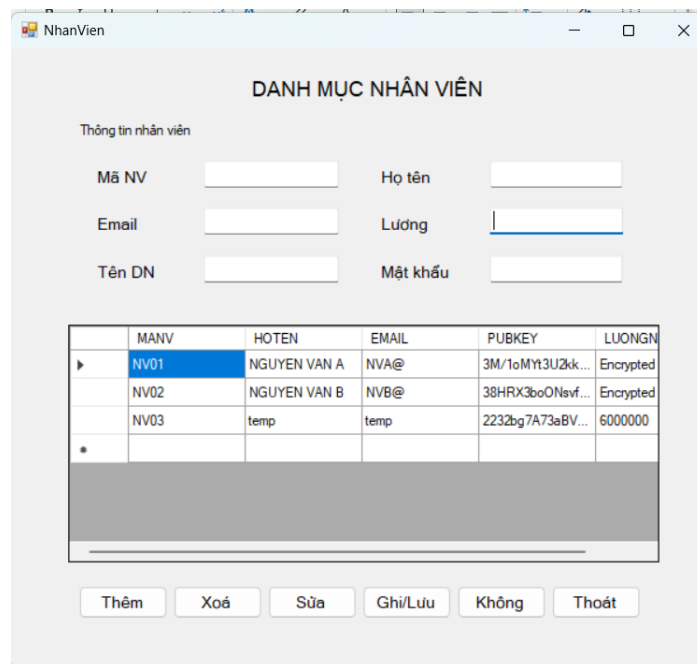 NhanVien
DANH MỤC NHÂN VIÊN
Thông tin nhân viên
Mã NV Họ tên
Email Lương
Tên DN Mật khẩu
MANV HOTEN EMAIL PUBKEY LUONGN
NV01 NGUYEN VAN A NVA@ 3M/1oMYt3U2kk... Encrypted
NV02 NGUYEN VAN B NVB@ 38HRX3boONsvf... Encrypted
NV03 temp temp 2232bg7A73aBV... 6000000
Thêm Xoá Sửa Ghi/Lưu Không Thoát